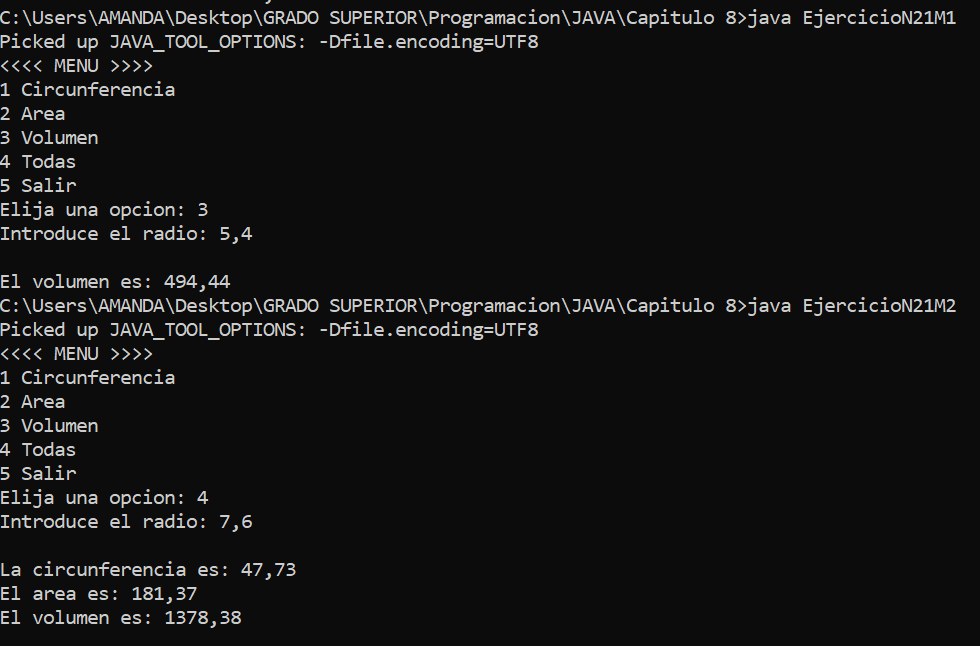 C:\Users\AMANDA\Desktop\GRADO SUPERIOR\Programacion\JAVA\Capitulo 8>java EjercicioN21M1
Picked up JAVA_TOOL_OPTIONS: -Dfile.encoding=UTF8
<<<< MENU >>>>
1 Circunferencia
2 Area
3 Volumen
4 Todas
5 Salir
Elija una opcion: 3
Introduce el radio: 5,4
El volumen es: 494,44
C:\Users\AMANDA\Desktop\GRADO SUPERIOR\Programacion\JAVA\Capitulo 8>java EjercicioN21M2
Picked up JAVA_TOOL_OPTIONS: -Dfile.encoding=UTF8
<<<< MENU >>>>
1 Circunferencia
2 Area
3 Volumen
4 Todas
5 Salir
Elija una opcion: 4
Introduce el radio: 7,6
La circunferencia es: 47,73
El area es: 181,37
El volumen es: 1378,38